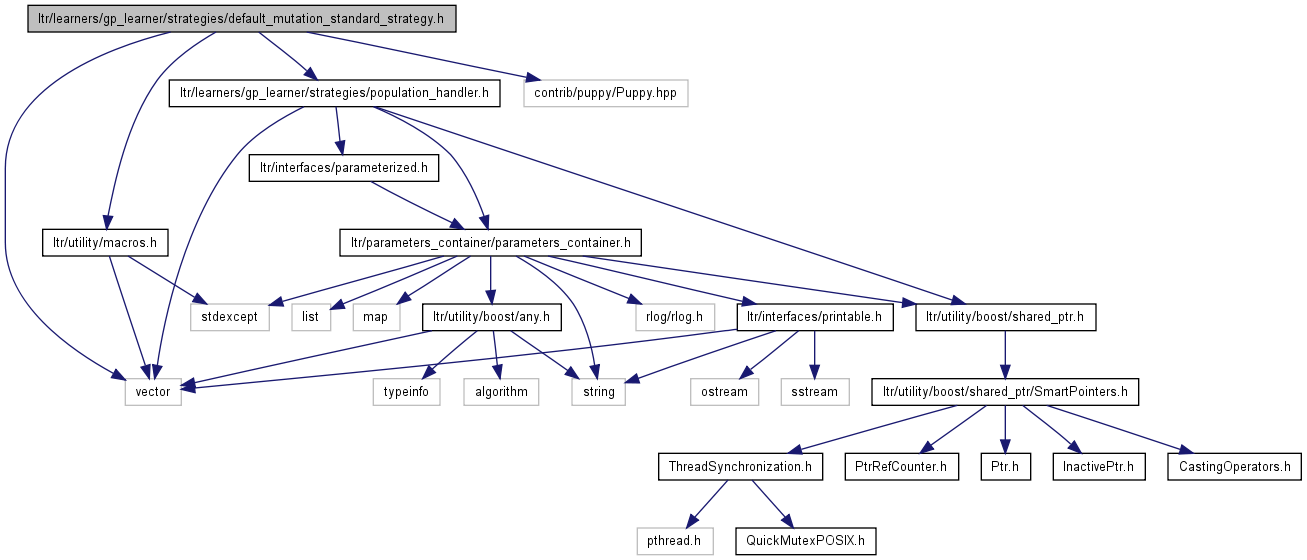 ltr/learners/gp_learner/strategies/default_mutation_standard_strategy.h
ltr/learners/gp_learner/strategies/population_handler.h
contrib/puppy/Puppy.hpp
ltr/interfaces/parameterized.h
ltr/utility/macros.h
ltr/parameters_container/parameters_container.h
stdexcept
list
map
ltr/utility/boost/any.h
rlog/rlog.h
ltr/interfaces/printable.h
ltr/utility/boost/shared_ptr.h
vector
typeinfo
algorithm
string
ostream
sstream
ltr/utility/boost/shared_ptr/SmartPointers.h
ThreadSynchronization.h
PtrRefCounter.h
Ptr.h
InactivePtr.h
CastingOperators.h
pthread.h
QuickMutexPOSIX.h